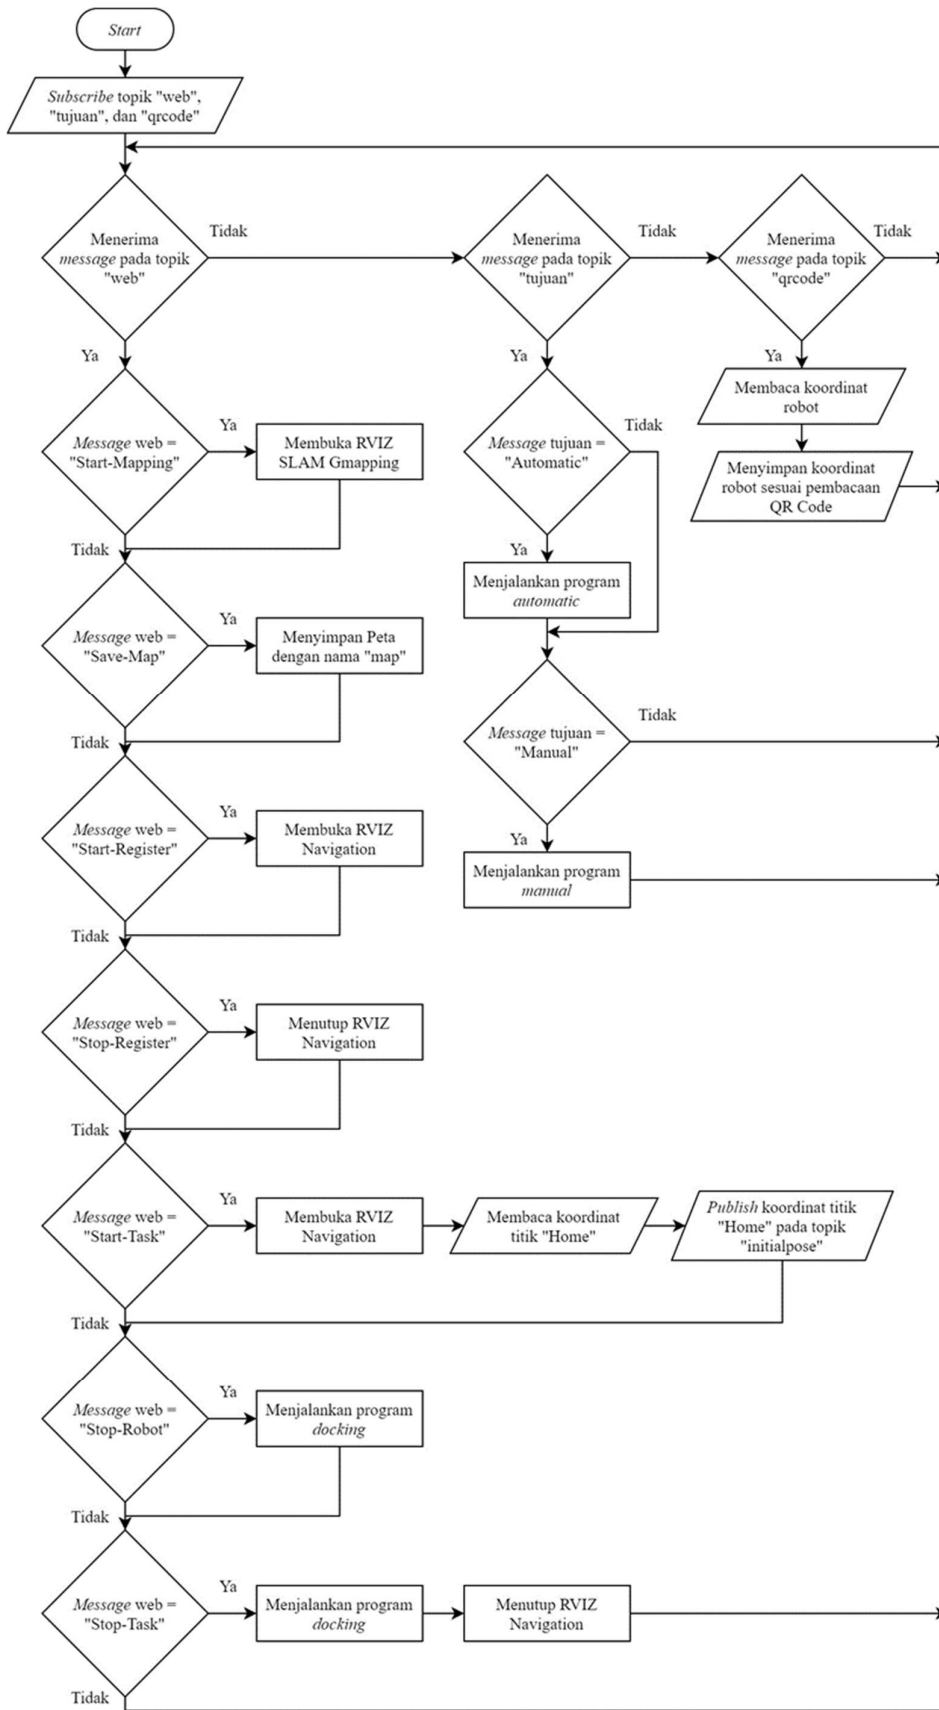 Start
Subscribe topik "web",
"tujuan", dan "qrcode"
Menerima
message pada topik
"web"
Tidak
Menerima
message pada topik
"tujuan"
Tidak
Menerima
message pada topik
"qrcode"
Tidak
Ya
Ya
Ya
Message web =
"Start-Mapping"
Ya
Membuka RVIZ
SLAM Gmapping
Tidak
Message tujuan =
"Automatic"
Tidak
Ya
Menjalankan program
automatic
Membaca koordinat
robot
Menyimpan koordinat
robot sesuai pembacaan
QR Code
Message web =
"Save-Map"
Ya
Menyimpan Peta
dengan nama "map"
Tidak
Message tujuan =
"Manual"
Tidak
Ya
Menjalankan program
manual
Message web =
"Start-Register"
Ya
Membuka RVIZ
Navigation
Tidak
Message web =
"Stop-Register"
Ya
Menutup RVIZ
Navigation
Tidak
Message web =
"Start-Task"
Ya
Membuka RVIZ
Navigation
Membaca koordinat
titik "Home"
Publish koordinat titik
"Home" pada topik
"initialpose"
Tidak
Message web =
"Stop-Robot"
Ya
Menjalankan program
docking
Tidak
Message web =
"Stop-Task"
Ya
Menjalankan program
docking
Menutup RVIZ
Navigation
Tidak